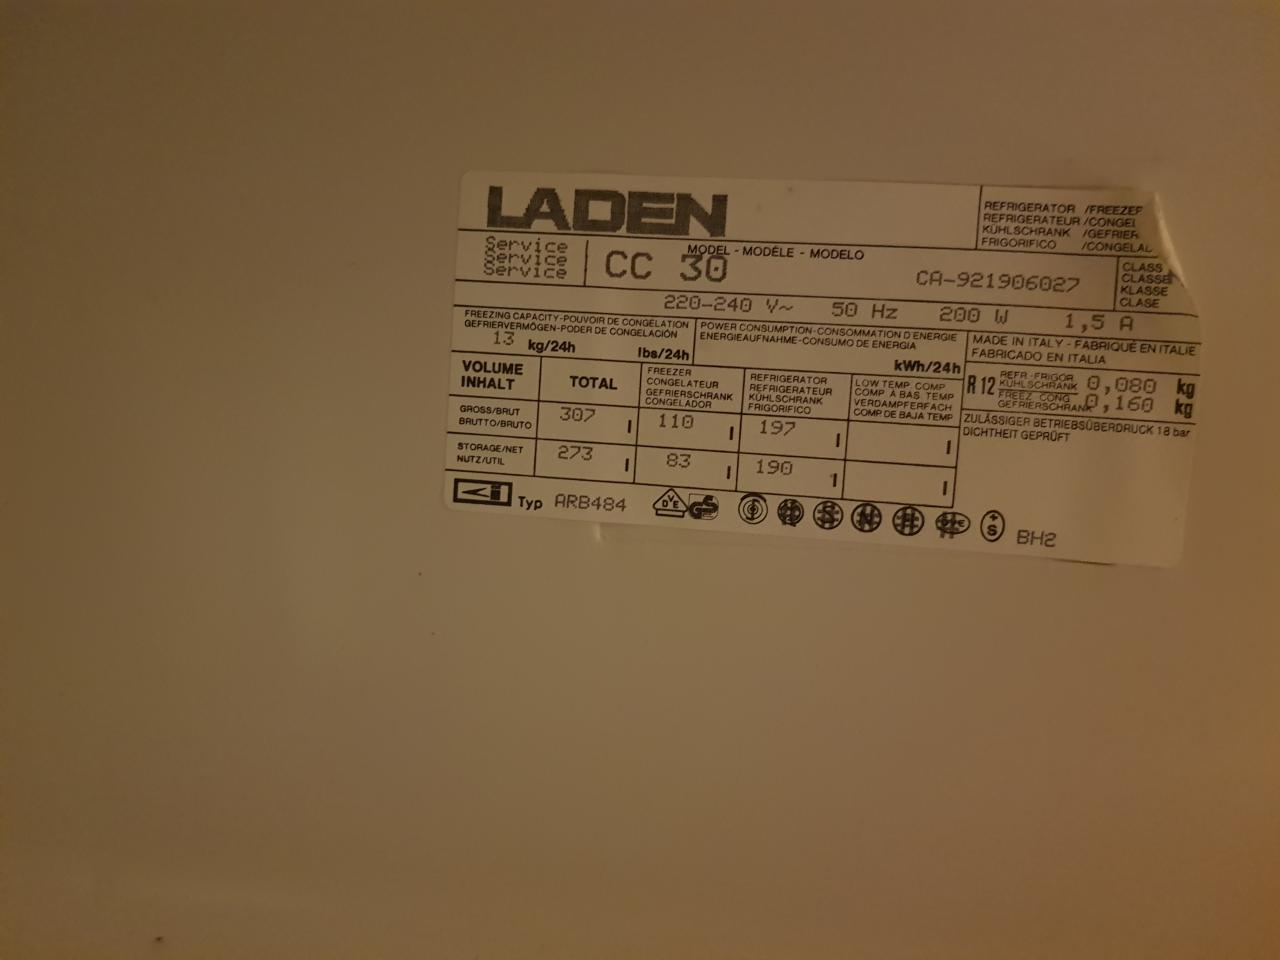 LADEN
REFRIGERATOR /FREEZER
REFRIGERATEUR /CONGEL
KÜHLSCHRANK /GEFRIER
FRIGORIFICO /CONGELAD
Service
Service
Service
MODEL - MODÈLE - MODELO
CC 30
CA-921906027
CLASS
CLASSE
KLASSE
CLASE
220-240 V~ 50 Hz 200 W 1,5 A
FREEZING CAPACITY-POUVOIR DE CONGÉLATION
GEFRIERVERMÖGEN-PODER DE CONGELACIÓN
13 kg/24h lbs/24h
POWER CONSUMPTION-CONSOMMATION D'ENERGIE
ENERGIEAUFNAHME-CONSUMO DE ENERGIA
kWh/24h
MADE IN ITALY - FABRIQUÉ EN ITALIE
FABRICADO EN ITALIA
VOLUME
INHALT
TOTAL
FREEZER
CONGELATEUR
GEFRIERSCHRANK
CONGELADOR
REFRIGERATOR
REFRIGERATEUR
KÜHLSCHRANK
FRIGORIFICO
LOW TEMP. COMP
COMP À BAS TEMP
VERDAMPFERFACH
COMP DE BAJA TEMP
R 12
REFR.-FRIGOR
KÜHLSCHRANK 0,080 kg
FREEZ. CONG
GEFRIERSCHRANK 0,160 kg
GROSS/BRUT
BRUTTO/BRUTO
307 l 110 l 197 l l
STORAGE/NET
NUTZ/UTIL
273 l 83 l 190 l l
ZULÄSSIGER BETRIEBSÜBERDRUCK 18 bar
DICHTHEIT GEPRÜFT
Typ ARB484
DVE GS S N S BH2